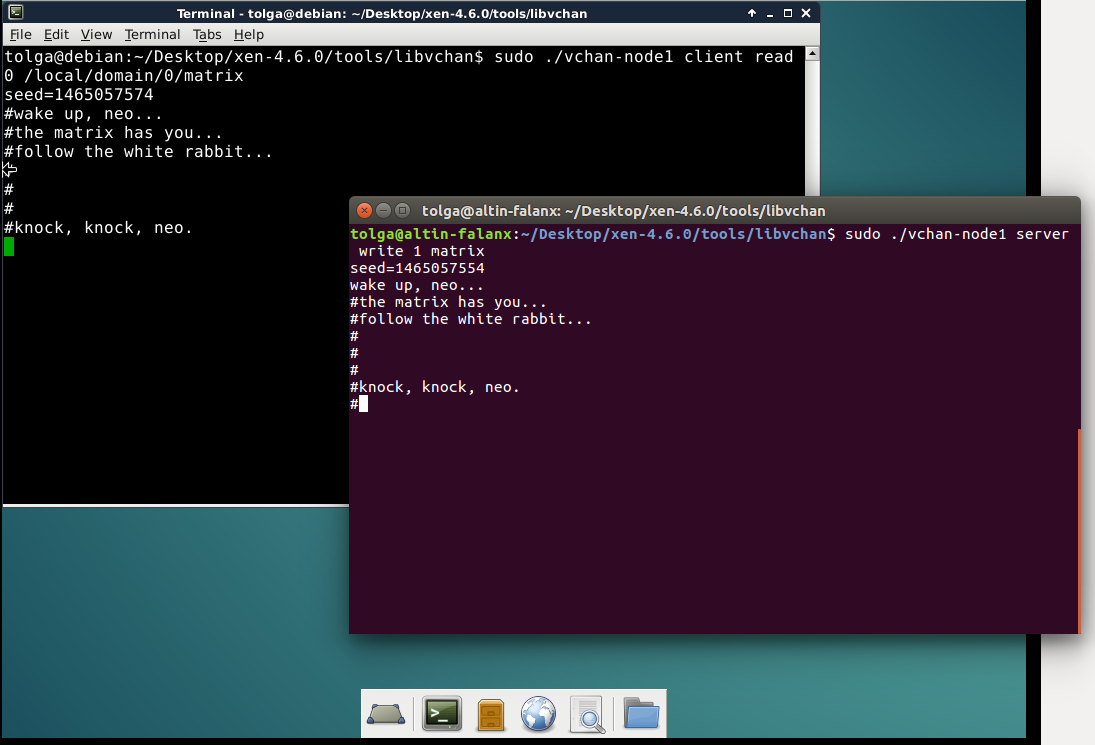 Terminal - tolga@debian: ~/Desktop/xen-4.6.0/tools/libvchan
File Edit View Terminal Tabs Help
tolga@debian:~/Desktop/xen-4.6.0/tools/libvchan$ sudo ./vchan-node1 client read
0 /local/domain/0/matrix
seed=1465057574
#wake up, neo...
#the matrix has you...
#follow the white rabbit...
#
#
#knock, knock, neo.
tolga@altin-falanx: ~/Desktop/xen-4.6.0/tools/libvchan
tolga@altin-falanx:~/Desktop/xen-4.6.0/tools/libvchan$ sudo ./vchan-node1 server
 write 1 matrix
seed=1465057554
wake up, neo...
#the matrix has you...
#follow the white rabbit...
#
#
#
#knock, knock, neo.
#